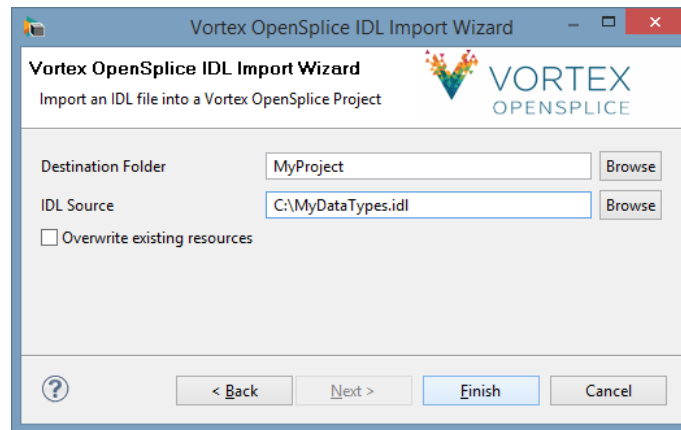 Vortex OpenSplice IDL Import Wizard
Vortex OpenSplice IDL Import Wizard
Import an IDL file into a Vortex OpenSplice Project
VORTEX
OPENSPLICE
Destination Folder MyProject Browse
IDL Source C:\MyDataTypes.idl Browse
Overwrite existing resources
? < Back Next > Finish Cancel